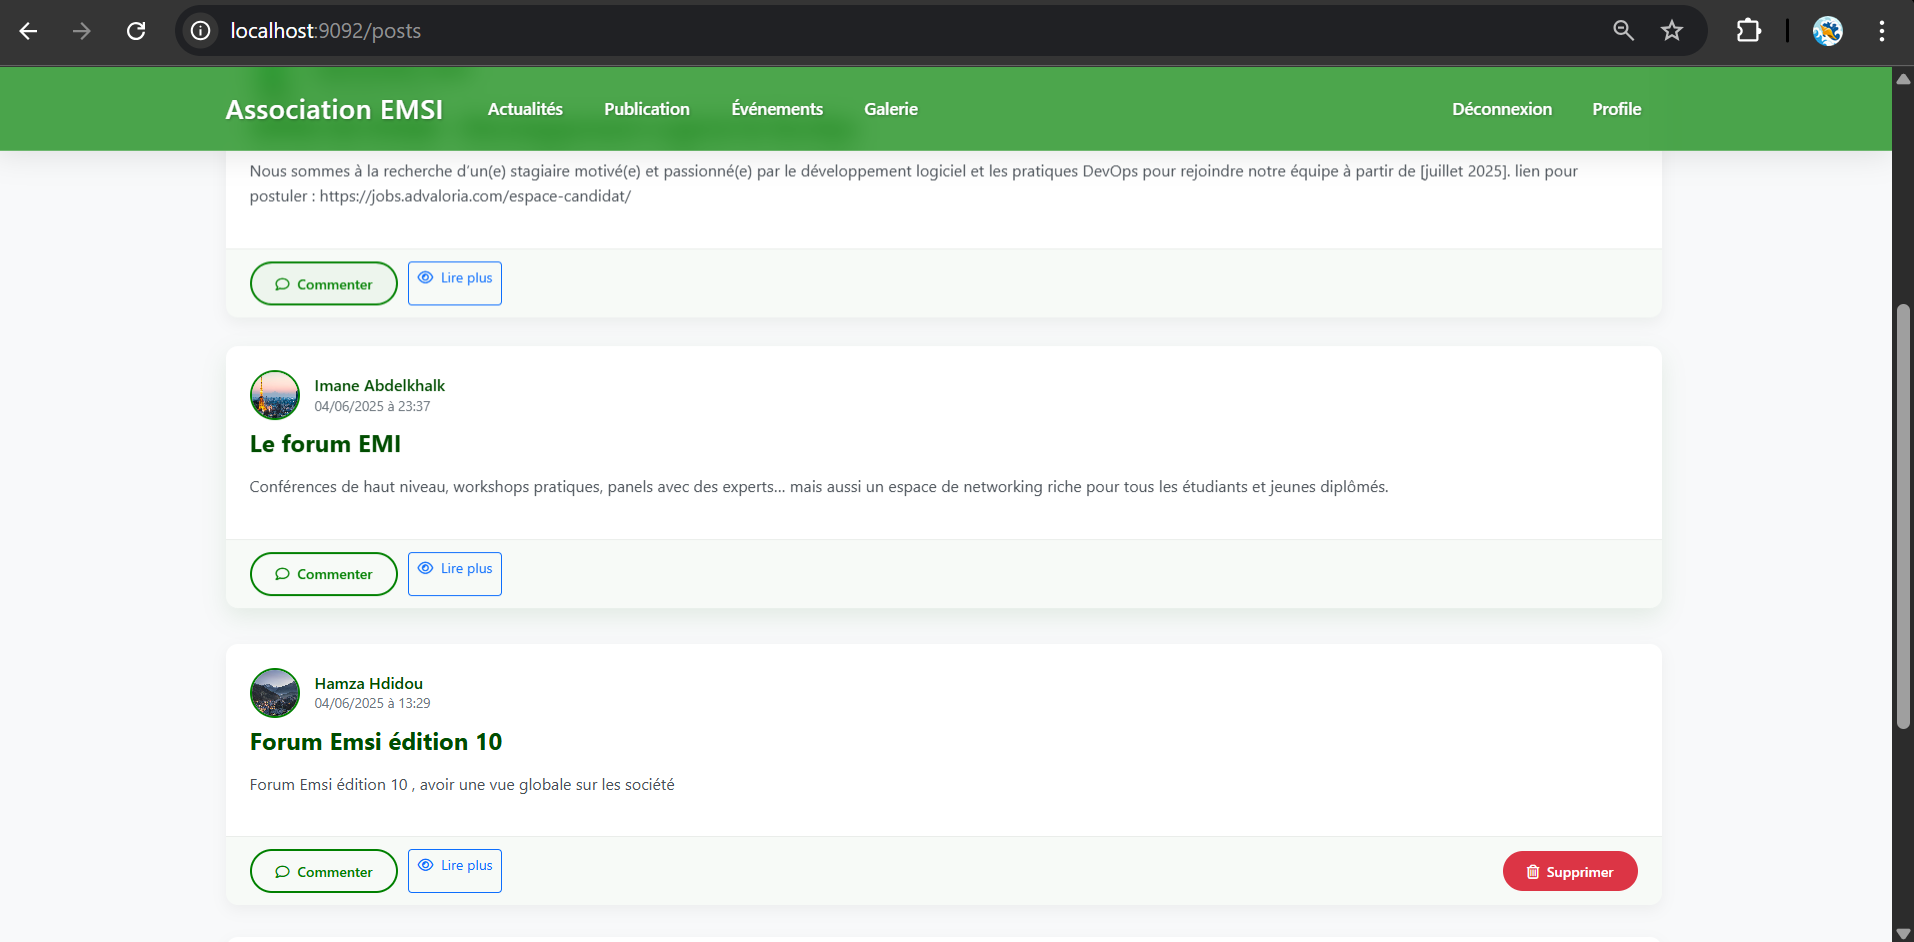 localhost:9092/posts
Association EMSI Actualités Publication Événements Galerie Déconnexion Profile
Nous sommes à la recherche d'un(e) stagiaire motivé(e) et passionné(e) par le développement logiciel et les pratiques DevOps pour rejoindre notre équipe à partir de [juillet 2025]. lien pour
postuler : https://jobs.advaloria.com/espace-candidat/
Commenter Lire plus
Imane Abdelkhalk
04/06/2025 à 23:37
Le forum EMI
Conférences de haut niveau, workshops pratiques, panels avec des experts... mais aussi un espace de networking riche pour tous les étudiants et jeunes diplômés.
Commenter Lire plus
Hamza Hdidou
04/06/2025 à 13:29
Forum Emsi édition 10
Forum Emsi édition 10 , avoir une vue globale sur les société
Commenter Lire plus Supprimer